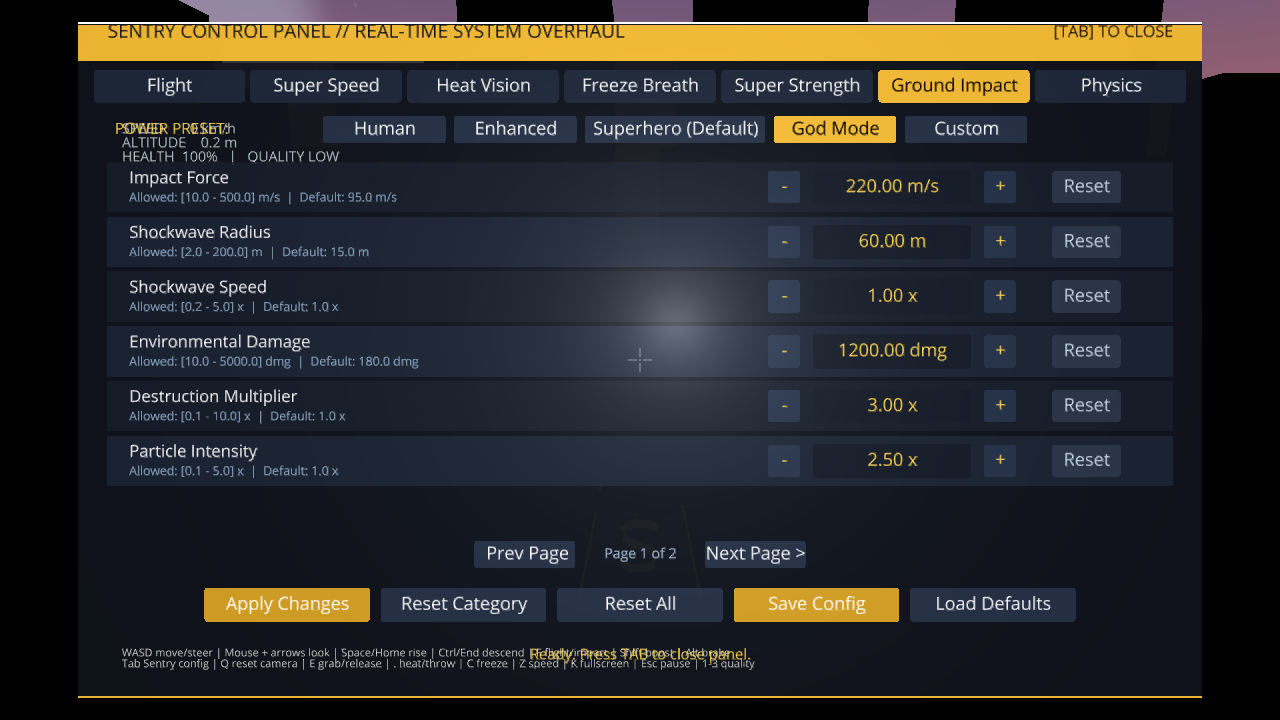 SENTRY CONTROL PANEL // REAL-TIME SYSTEM OVERHAUL [TAB] TO CLOSE
Flight Super Speed Heat Vision Freeze Breath Super Strength Ground Impact Physics
POWER PRESET: Human Enhanced Superhero (Default) God Mode Custom
ALTITUDE 0.2 m
HEALTH 100% | QUALITY LOW
Impact Force
Allowed: [10.0 - 500.0] m/s | Default: 95.0 m/s
- 220.00 m/s + Reset
Shockwave Radius
Allowed: [2.0 - 200.0] m | Default: 15.0 m
- 60.00 m + Reset
Shockwave Speed
Allowed: [0.2 - 5.0] x | Default: 1.0 x
- 1.00 x + Reset
Environmental Damage
Allowed: [10.0 - 5000.0] dmg | Default: 180.0 dmg
- 1200.00 dmg + Reset
Destruction Multiplier
Allowed: [0.1 - 10.0] x | Default: 1.0 x
- 3.00 x + Reset
Particle Intensity
Allowed: [0.1 - 5.0] x | Default: 1.0 x
- 2.50 x + Reset
S
Prev Page Page 1 of 2 Next Page >
Apply Changes Reset Category Reset All Save Config Load Defaults
WASD move/steer | Mouse + arrows look | Space/Home rise | Ctrl/End descend |
Ready. Press TAB to close panel.
Tab Sentry config | Q reset camera | E grab/release | . heat/throw | C freeze | Z speed | K fullscreen | Esc pause | 1-3 quality